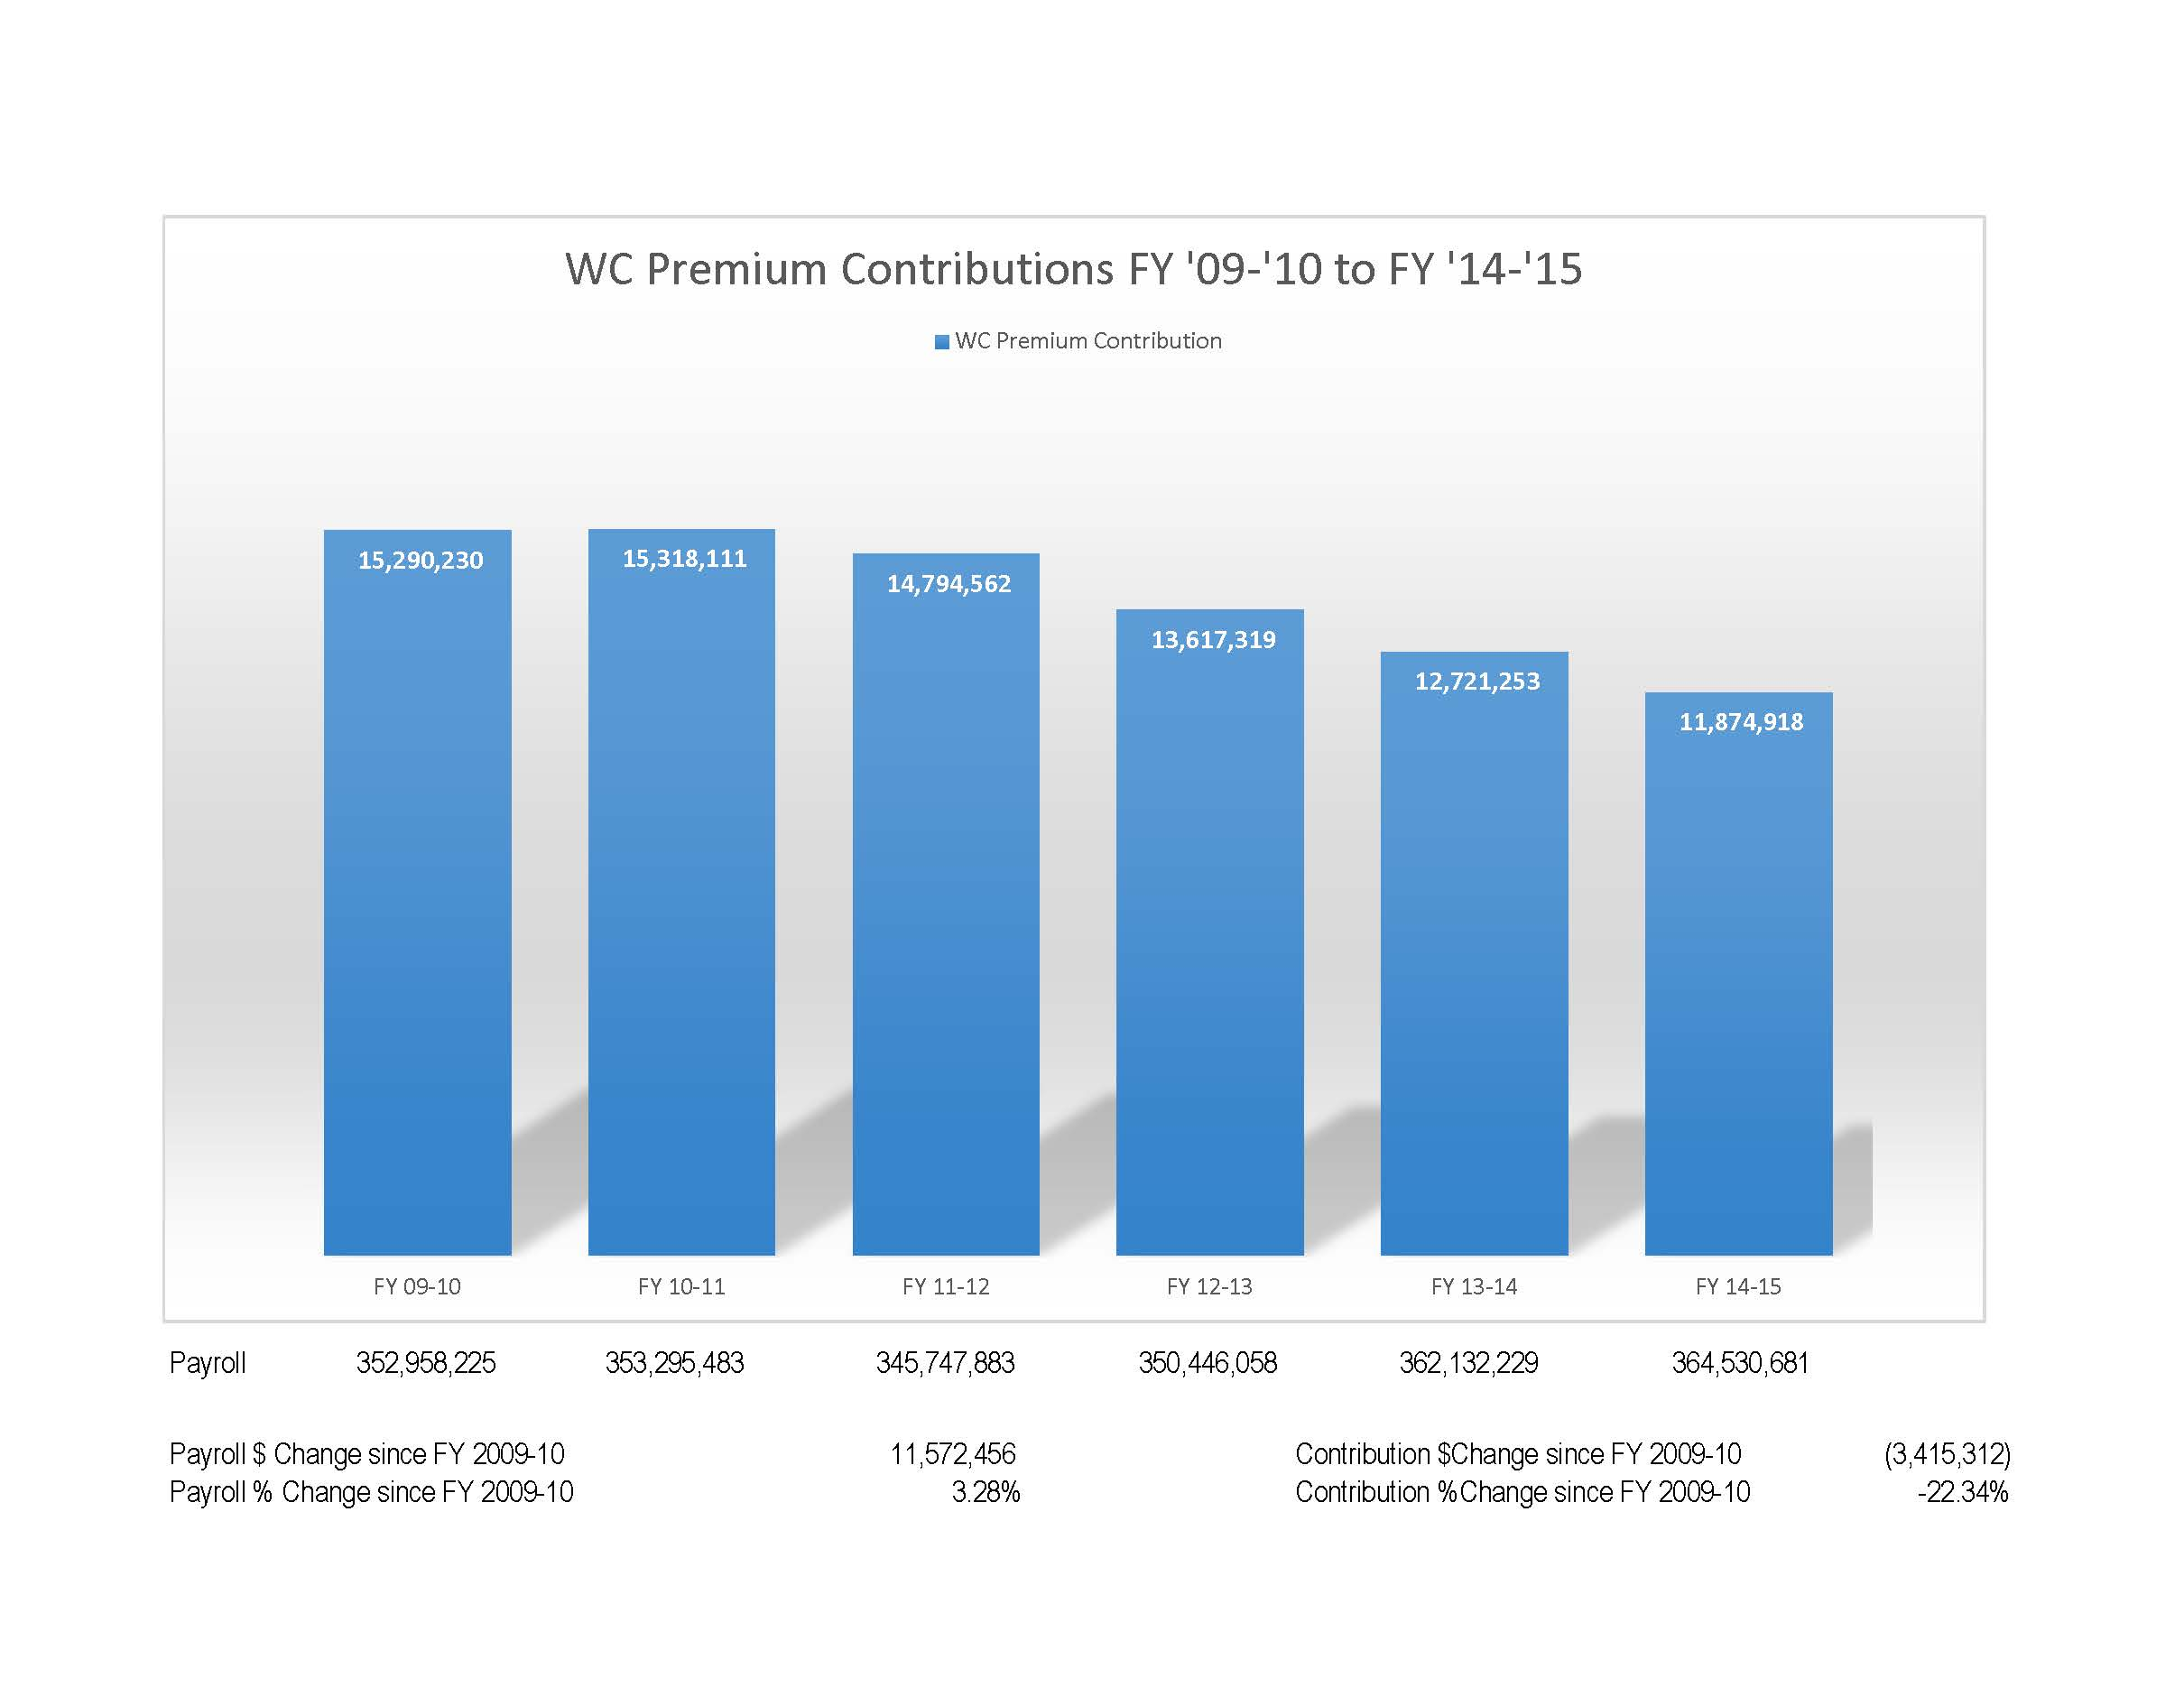 WC Premium Contributions FY '09-'10 to FY '14-'15
WC Premium Contribution
15,290,230
15,318,111
14,794,562
13,617,319
12,721,253
11,874,918
FY 09-10 FY 10-11 FY 11-12 FY 12-13 FY 13-14 FY 14-15
Payroll 352,958,225 353,295,483 345,747,883 350,446,058 362,132,229 364,530,681
Payroll $ Change since FY 2009-10 11,572,456 Contribution $Change since FY 2009-10 (3,415,312)
Payroll % Change since FY 2009-10 3.28% Contribution %Change since FY 2009-10 -22.34%